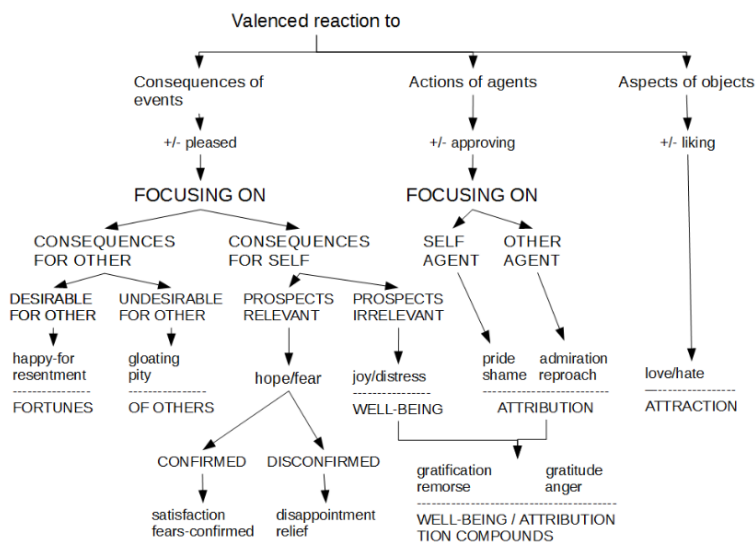 Valenced reaction to
Consequences of
events
Actions of agents
Aspects of objects
+/- pleased
+/- approving
+/- liking
FOCUSING ON
FOCUSING ON
CONSEQUENCES
FOR OTHER
CONSEQUENCES
FOR SELF
SELF
AGENT
OTHER
AGENT
DESIRABLE
FOR OTHER
UNDESIRABLE
FOR OTHER
PROSPECTS
RELEVANT
PROSPECTS
IRRELEVANT
happy-for
resentment
gloating
pity
hope/fear
joy/distress
pride
shame
admiration
reproach
love/hate
FORTUNES
OF OTHERS
WELL-BEING
ATTRIBUTION
ATTRACTION
CONFIRMED
DISCONFIRMED
gratification
remorse
gratitude
anger
satisfaction
fears-confirmed
disappointment
relief
WELL-BEING / ATTRIBUTION
TION COMPOUNDS